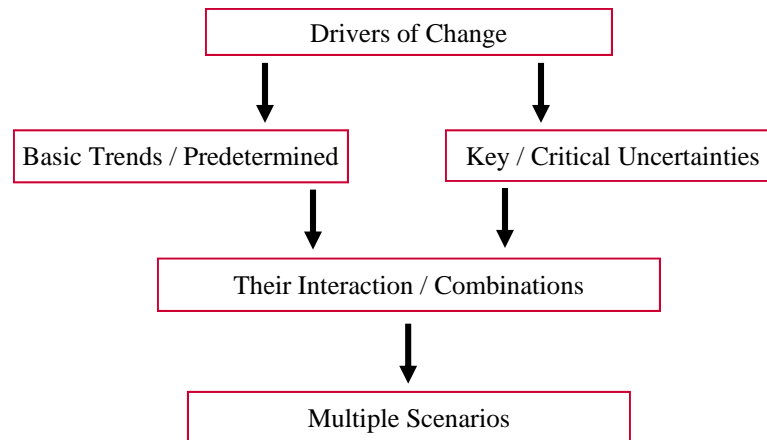 Drivers of Change
Basic Trends / Predetermined
Key / Critical Uncertainties
Their Interaction / Combinations
Multiple Scenarios